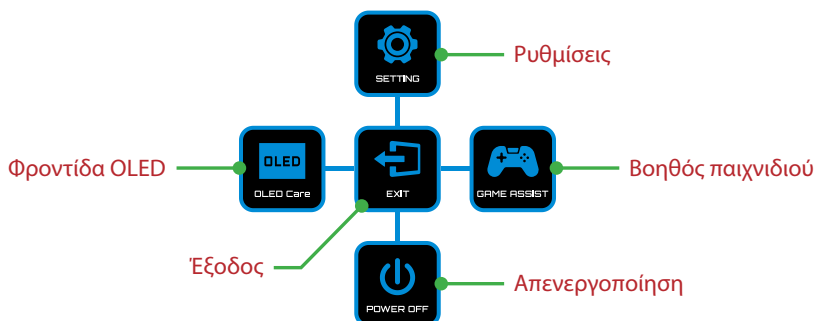 SETTING
Ρυθμίσεις
Φροντίδα OLED
OLED
OLED Care
EXIT
GAME ASSIST
Βοηθός παιχνιδιού
Έξοδος
POWER OFF
Απενεργοποίηση